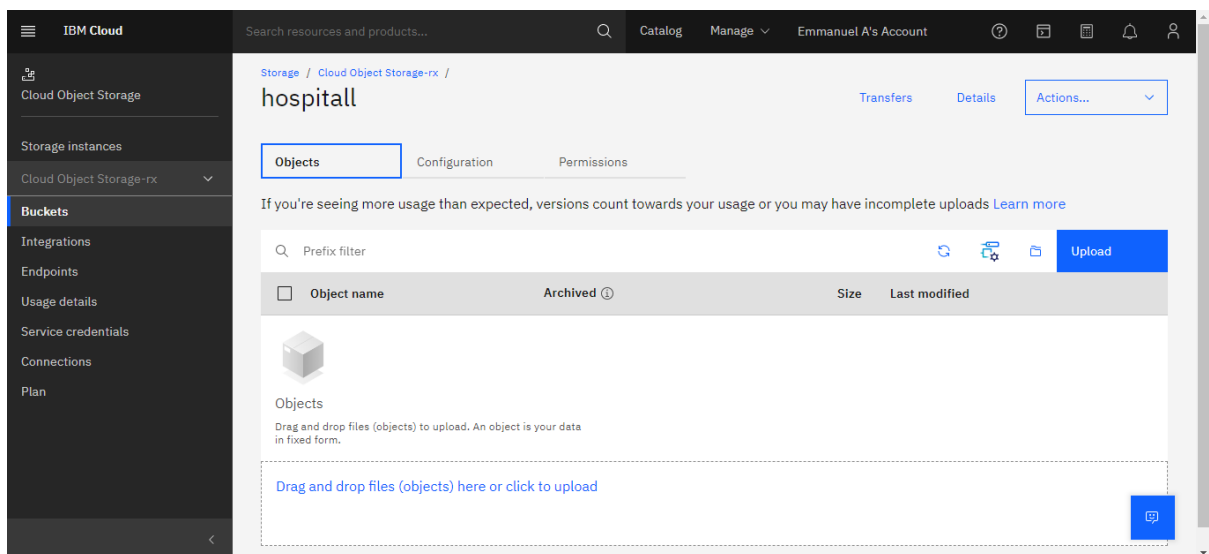 IBM Cloud
Search resources and products...
Catalog
Manage
Emmanuel A's Account
Cloud Object Storage
Storage instances
Cloud Object Storage-rx
Buckets
Integrations
Endpoints
Usage details
Service credentials
Connections
Plan
Storage / Cloud Object Storage-rx /
hospitall
Transfers
Details
Actions...
Objects
Configuration
Permissions
If you're seeing more usage than expected, versions count towards your usage or you may have incomplete uploads Learn more
Prefix filter
Upload
Object name
Archived
Size
Last modified
Objects
Drag and drop files (objects) to upload. An object is your data
in fixed form.
Drag and drop files (objects) here or click to upload